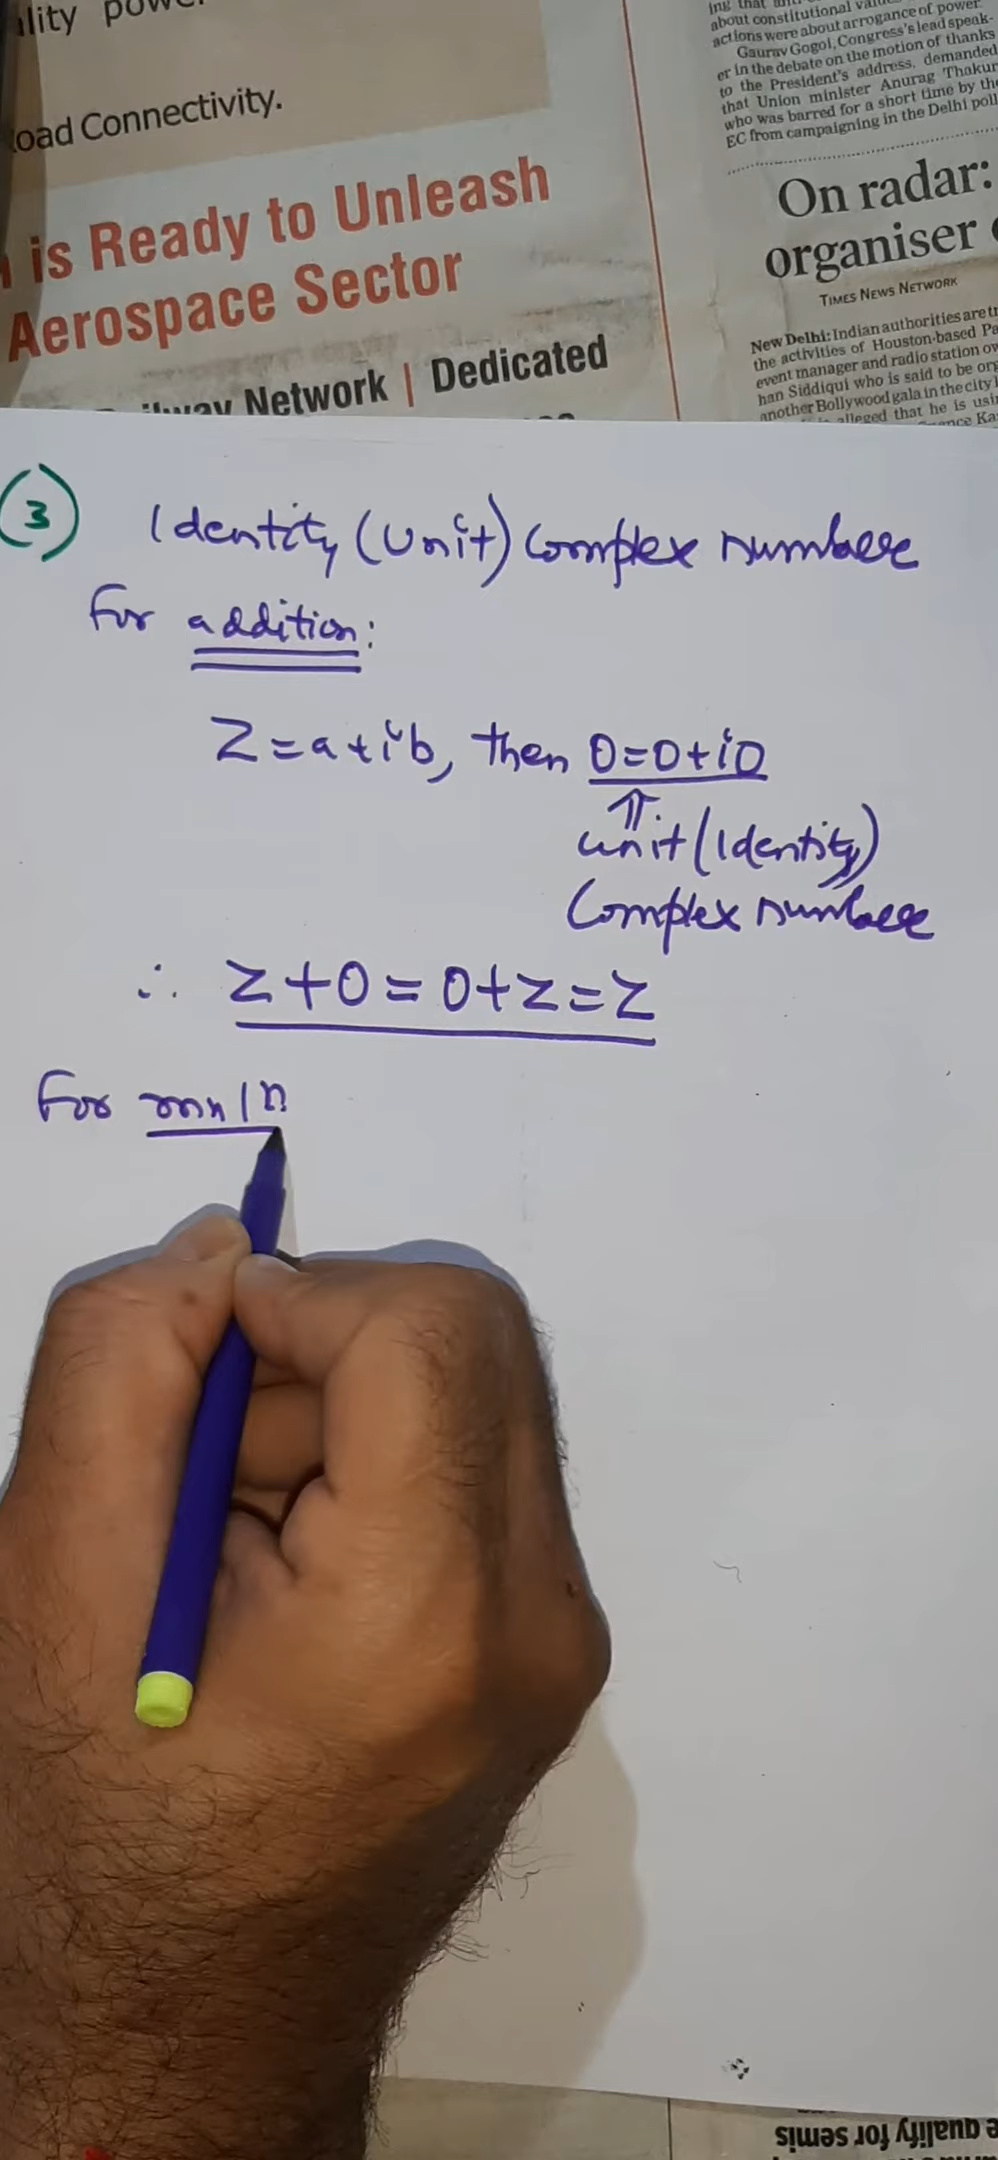 ality power
Road Connectivity.
is Ready to Unleash
Aerospace Sector
Network | Dedicated
ing that
about constitutional
actions were about arrogance of power.
Gaurav Gogoi, Congress's lead speak-
er in the debate on the motion of thanks
to the President's address, demanded
that Union minister Anurag Thakur
who was barred for a short time by the
EC from campaigning in the Delhi poll
On radar:
organiser
TIMES NEWS NETWORK
New Delhi: Indian authorities are
the activities of Houston-based
event manager and radio station
han Siddiqui who is said to be
another Bollywood gala in the city
alleged that he is
(3) Identity (Unit) Complex number
For addition:
Z=a+ib, then 0=0+i0
⇑
unit (Identity)
Complex number
∴ Z+0=0+Z=Z
For mul n
qualify for semis